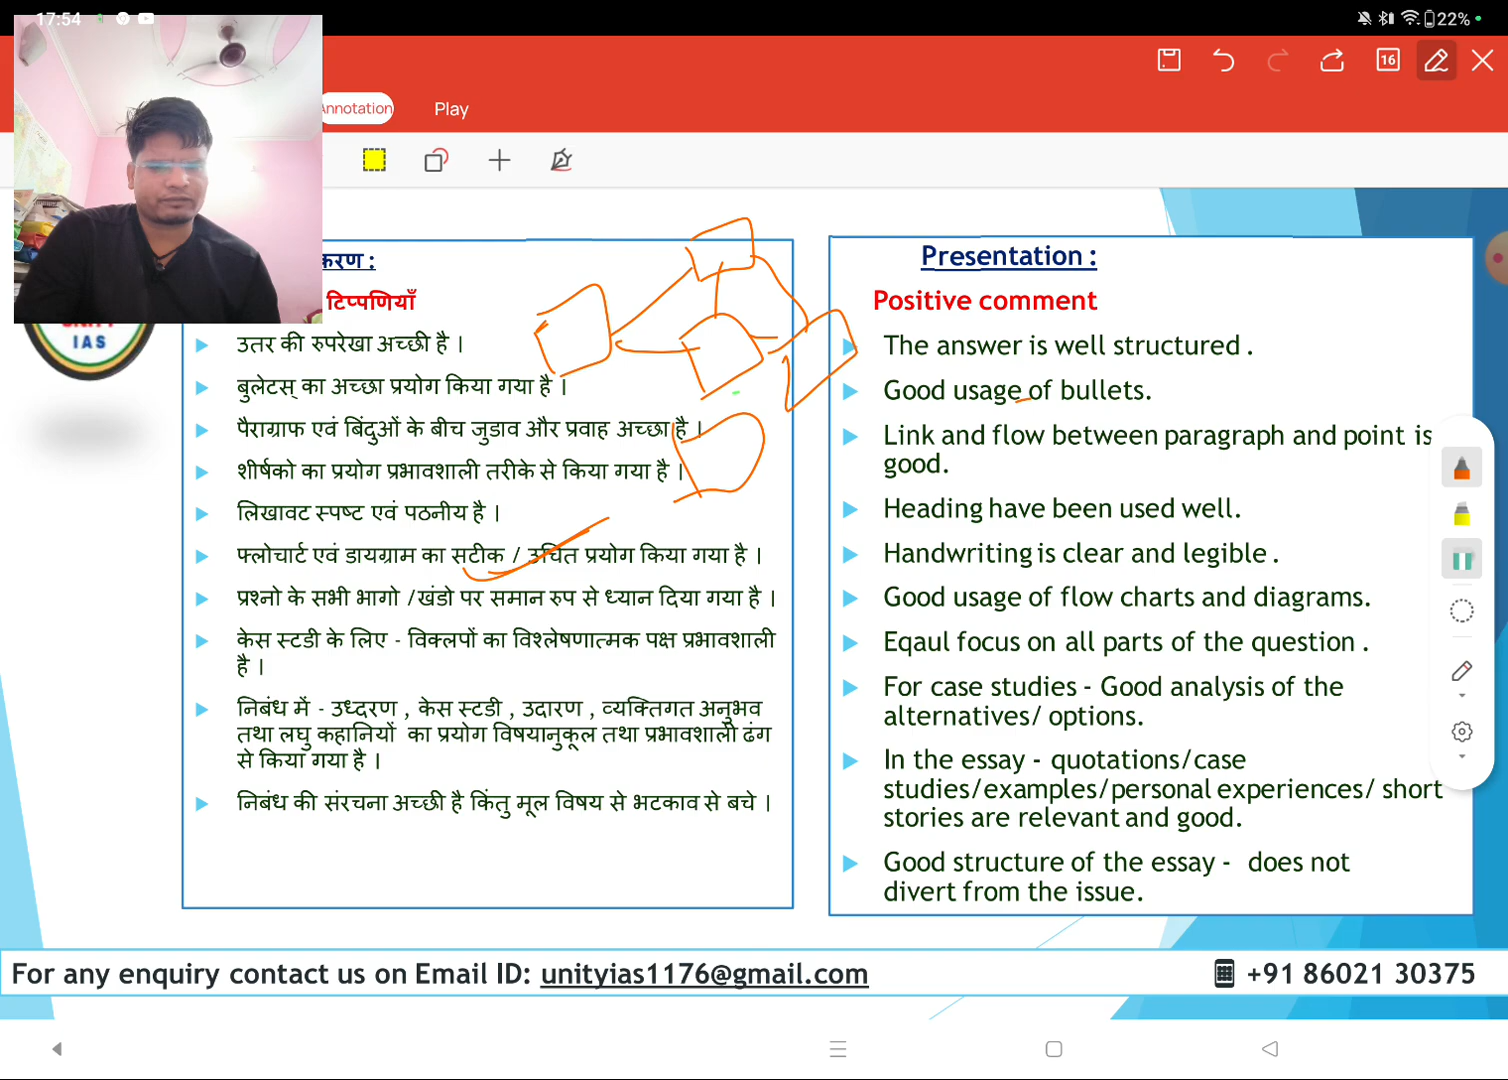 17:54
22%
16
Annotation
Play
करण :
टिप्पणियाँ
IAS
उतर की रुपरेखा अच्छी है ।
बुलेटस् का अच्छा प्रयोग किया गया है ।
पैराग्राफ एवं बिंदुओं के बीच जुडाव और प्रवाह अच्छा है ।
शीर्षको का प्रयोग प्रभावशाली तरीके से किया गया है ।
लिखावट स्पष्ट एवं पठनीय है ।
फ्लोचार्ट एवं डायग्राम का सटीक / उचित प्रयोग किया गया है ।
प्रश्नो के सभी भागो /खंडो पर समान रुप से ध्यान दिया गया है ।
केस स्टडी के लिए - विक्लपों का विश्लेषणात्मक पक्ष प्रभावशाली
है ।
निबंध में - उध्दरण , केस स्टडी , उदारण , व्यक्तिगत अनुभव
तथा लघु कहानियों का प्रयोग विषयानुकूल तथा प्रभावशाली ढंग
से किया गया है ।
निबंध की संरचना अच्छी है किंतु मूल विषय से भटकाव से बचे ।
Presentation :
Positive comment
The answer is well structured .
Good usage of bullets.
Link and flow between paragraph and point is
good.
Heading have been used well.
Handwriting is clear and legible .
Good usage of flow charts and diagrams.
Eqaul focus on all parts of the question .
For case studies - Good analysis of the
alternatives/ options.
In the essay - quotations/case
studies/examples/personal experiences/ short
stories are relevant and good.
Good structure of the essay - does not
divert from the issue.
For any enquiry contact us on Email ID: unityias1176@gmail.com
+91 86021 30375